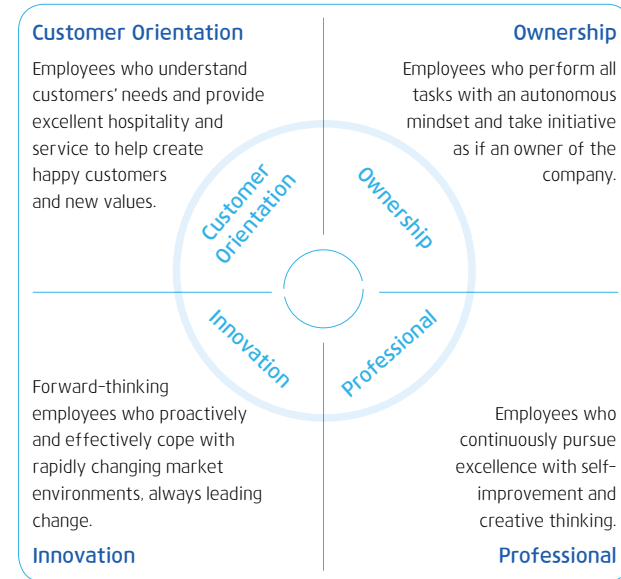 Customer Orientation
Employees who understand
customers' needs and provide
excellent hospitality and
service to help create
happy customers
and new values.
Ownership
Employees who perform all
tasks with an autonomous
mindset and take initiative
as if an owner of the
company.
Customer
Orientation
Ownership
Innovation
Professional
Forward-thinking
employees who proactively
and effectively cope with
rapidly changing market
environments, always leading
change.
Innovation
Employees who
continuously pursue
excellence with self-
improvement and
creative thinking.
Professional